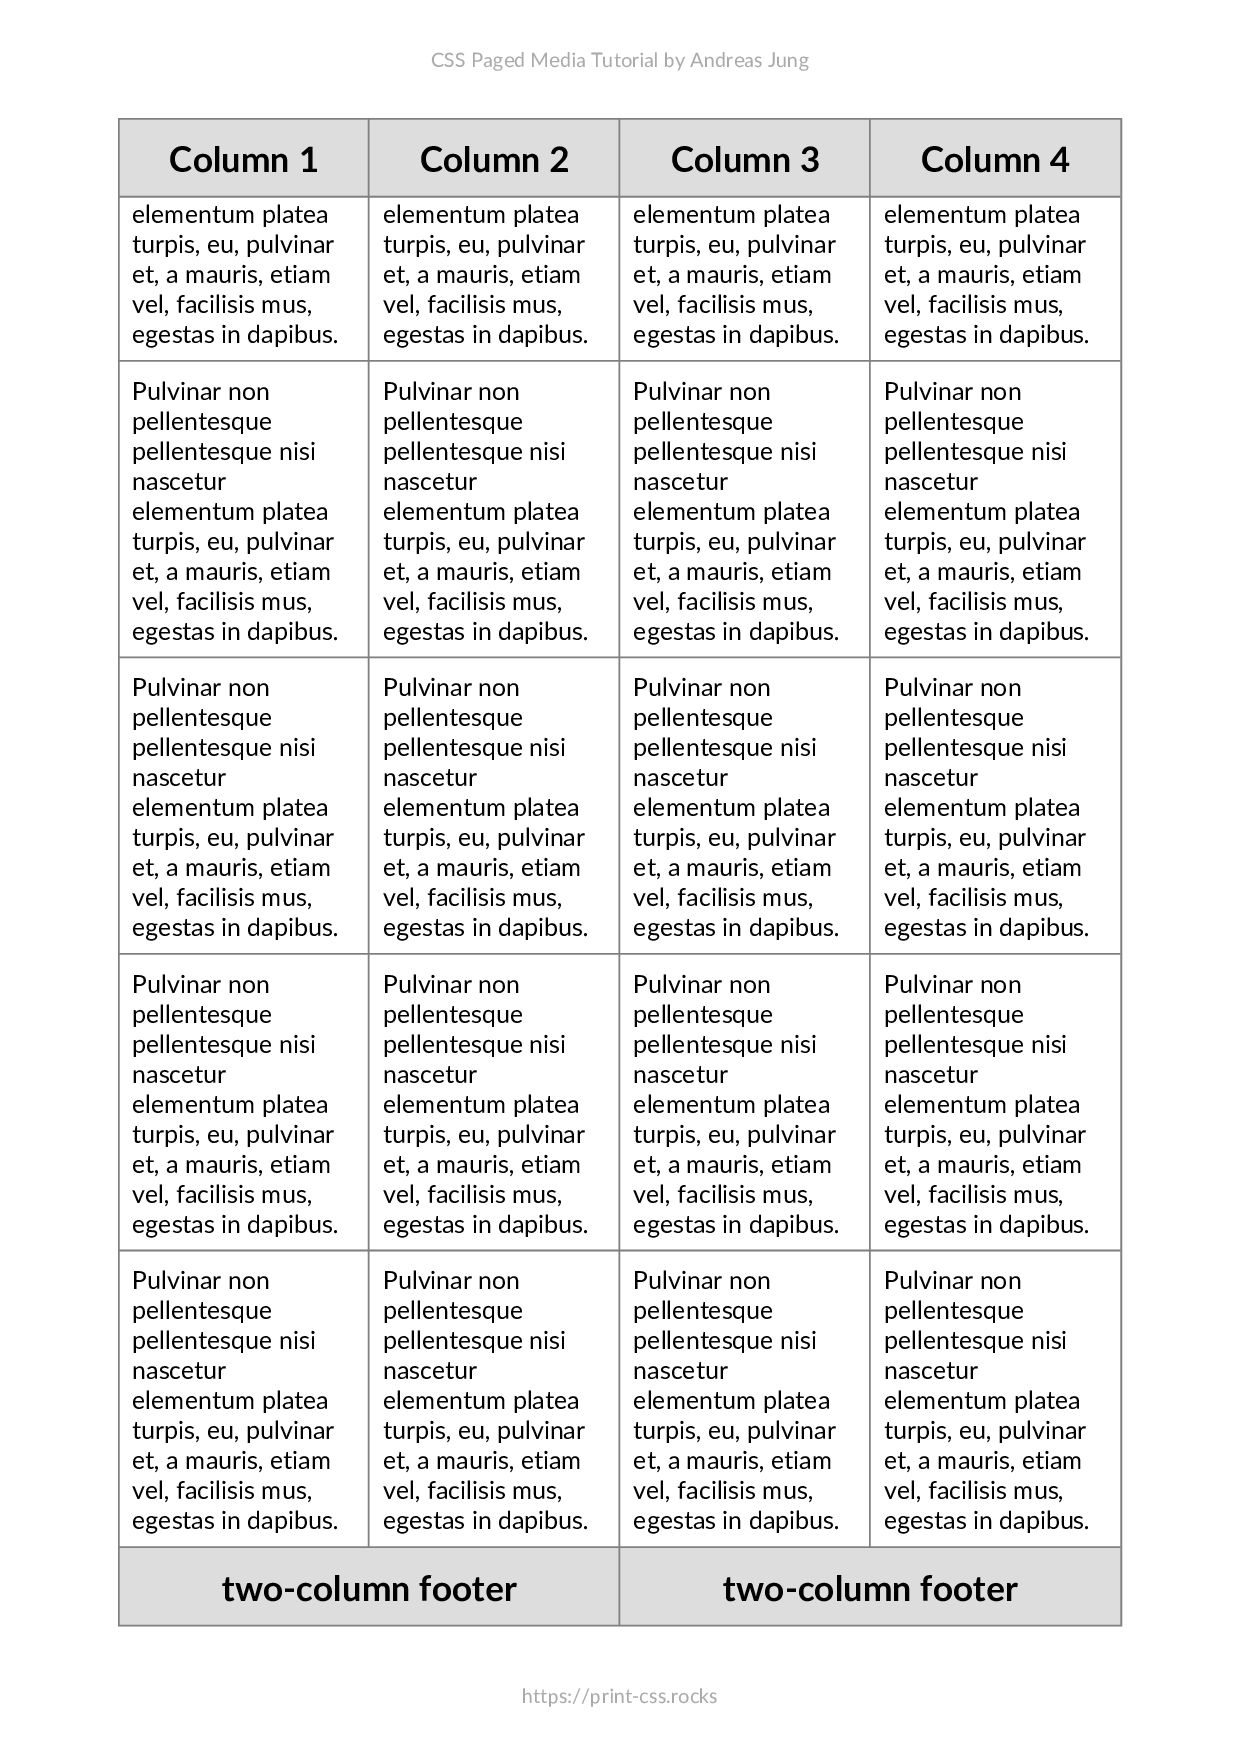 CSS Paged Media Tutorial by Andreas Jung
Column 1 Column 2 Column 3 Column 4
elementum platea elementum platea elementum platea elementum platea
turpis, eu, pulvinar turpis, eu, pulvinar turpis, eu, pulvinar turpis, eu, pulvinar
et, a mauris, etiam et, a mauris, etiam et, a mauris, etiam et, a mauris, etiam
vel, facilisis mus, vel, facilisis mus, vel, facilisis mus, vel, facilisis mus,
egestas in dapibus. egestas in dapibus. egestas in dapibus. egestas in dapibus.
Pulvinar non Pulvinar non Pulvinar non Pulvinar non
pellentesque pellentesque pellentesque pellentesque
pellentesque nisi pellentesque nisi pellentesque nisi pellentesque nisi
nascetur nascetur nascetur nascetur
elementum platea elementum platea elementum platea elementum platea
turpis, eu, pulvinar turpis, eu, pulvinar turpis, eu, pulvinar turpis, eu, pulvinar
et, a mauris, etiam et, a mauris, etiam et, a mauris, etiam et, a mauris, etiam
vel, facilisis mus, vel, facilisis mus, vel, facilisis mus, vel, facilisis mus,
egestas in dapibus. egestas in dapibus. egestas in dapibus. egestas in dapibus.
Pulvinar non Pulvinar non Pulvinar non Pulvinar non
pellentesque pellentesque pellentesque pellentesque
pellentesque nisi pellentesque nisi pellentesque nisi pellentesque nisi
nascetur nascetur nascetur nascetur
elementum platea elementum platea elementum platea elementum platea
turpis, eu, pulvinar turpis, eu, pulvinar turpis, eu, pulvinar turpis, eu, pulvinar
et, a mauris, etiam et, a mauris, etiam et, a mauris, etiam et, a mauris, etiam
vel, facilisis mus, vel, facilisis mus, vel, facilisis mus, vel, facilisis mus,
egestas in dapibus. egestas in dapibus. egestas in dapibus. egestas in dapibus.
Pulvinar non Pulvinar non Pulvinar non Pulvinar non
pellentesque pellentesque pellentesque pellentesque
pellentesque nisi pellentesque nisi pellentesque nisi pellentesque nisi
nascetur nascetur nascetur nascetur
elementum platea elementum platea elementum platea elementum platea
turpis, eu, pulvinar turpis, eu, pulvinar turpis, eu, pulvinar turpis, eu, pulvinar
et, a mauris, etiam et, a mauris, etiam et, a mauris, etiam et, a mauris, etiam
vel, facilisis mus, vel, facilisis mus, vel, facilisis mus, vel, facilisis mus,
egestas in dapibus. egestas in dapibus. egestas in dapibus. egestas in dapibus.
Pulvinar non Pulvinar non Pulvinar non Pulvinar non
pellentesque pellentesque pellentesque pellentesque
pellentesque nisi pellentesque nisi pellentesque nisi pellentesque nisi
nascetur nascetur nascetur nascetur
elementum platea elementum platea elementum platea elementum platea
turpis, eu, pulvinar turpis, eu, pulvinar turpis, eu, pulvinar turpis, eu, pulvinar
et, a mauris, etiam et, a mauris, etiam et, a mauris, etiam et, a mauris, etiam
vel, facilisis mus, vel, facilisis mus, vel, facilisis mus, vel, facilisis mus,
egestas in dapibus. egestas in dapibus. egestas in dapibus. egestas in dapibus.
two-column footer two-column footer
https://print-css.rocks